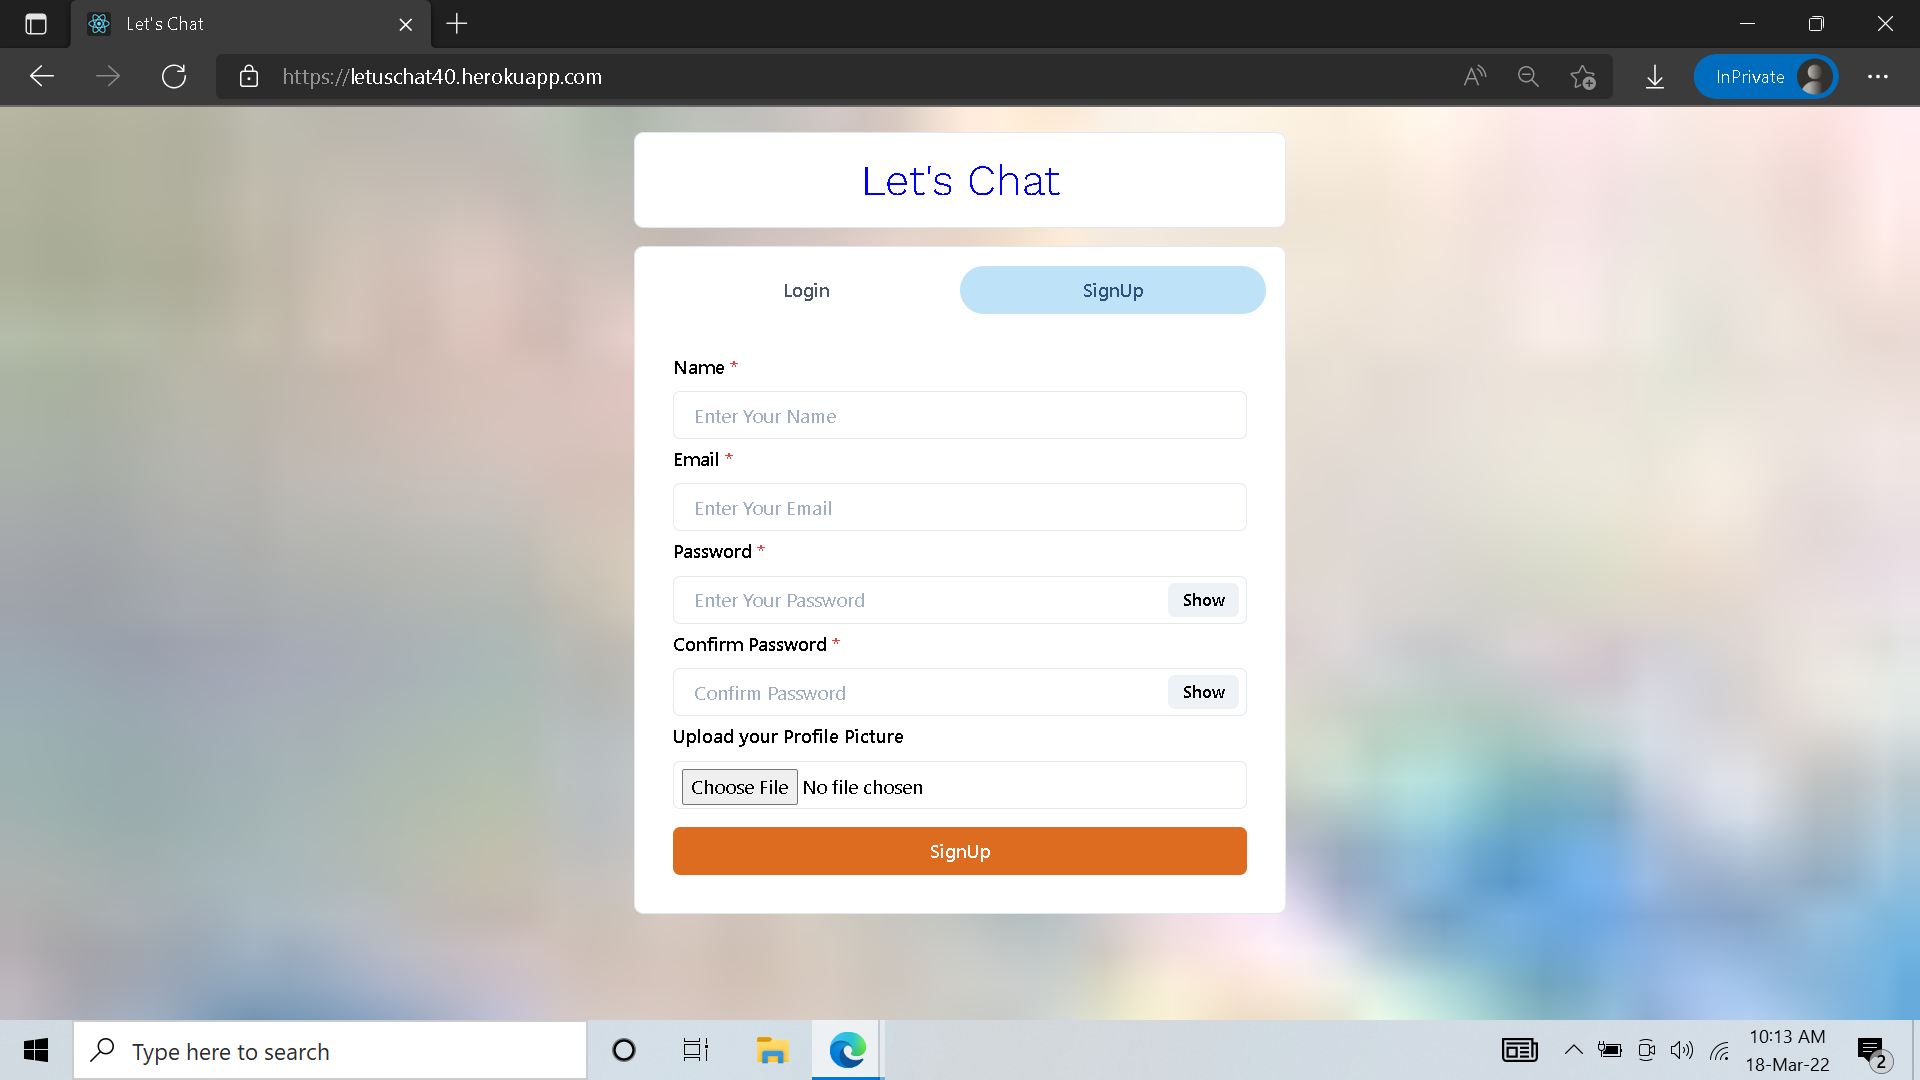 Let's Chat
https://letuschat40.herokuapp.com
InPrivate
Let's Chat
Login
SignUp
Name *
Enter Your Name
Email *
Enter Your Email
Password *
Enter Your Password
Show
Confirm Password *
Confirm Password
Show
Upload your Profile Picture
Choose File No file chosen
SignUp
Type here to search
10:13 AM
18-Mar-22
2